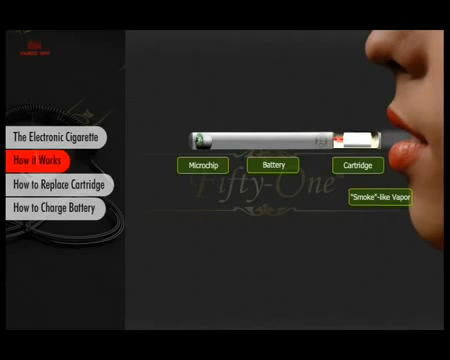 The Electronic Cigarette
How it Works
How to Replace Cartridge
How to Charge Battery
Microchip
Battery
Cartridge
"Smoke"-like Vapor
Fifty-One